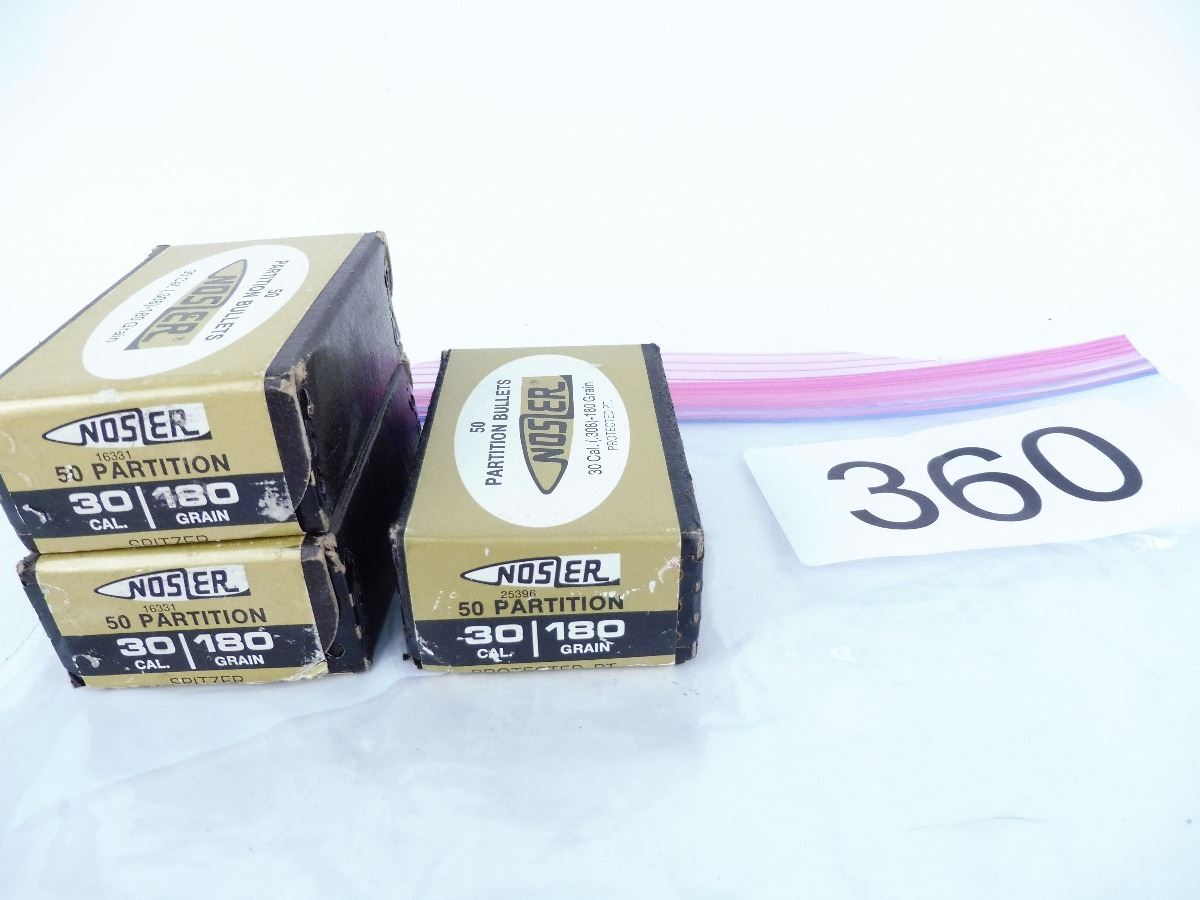 50
PARTITION BULLETS
NOSLER®
30 Cal. (.308)-180 Grain
NOSLER
16331
50 PARTITION
30 180
CAL. GRAIN
SPITZER
NOSLER
16331
50 PARTITION
30 180
CAL. GRAIN
SPITZER
50
PARTITION BULLETS
NOSLER®
30 Cal. (.308)-180 Grain
PROTECTED PT.
NOSLER
25396
50 PARTITION
30 180
CAL. GRAIN
PROTECTED PT.
360